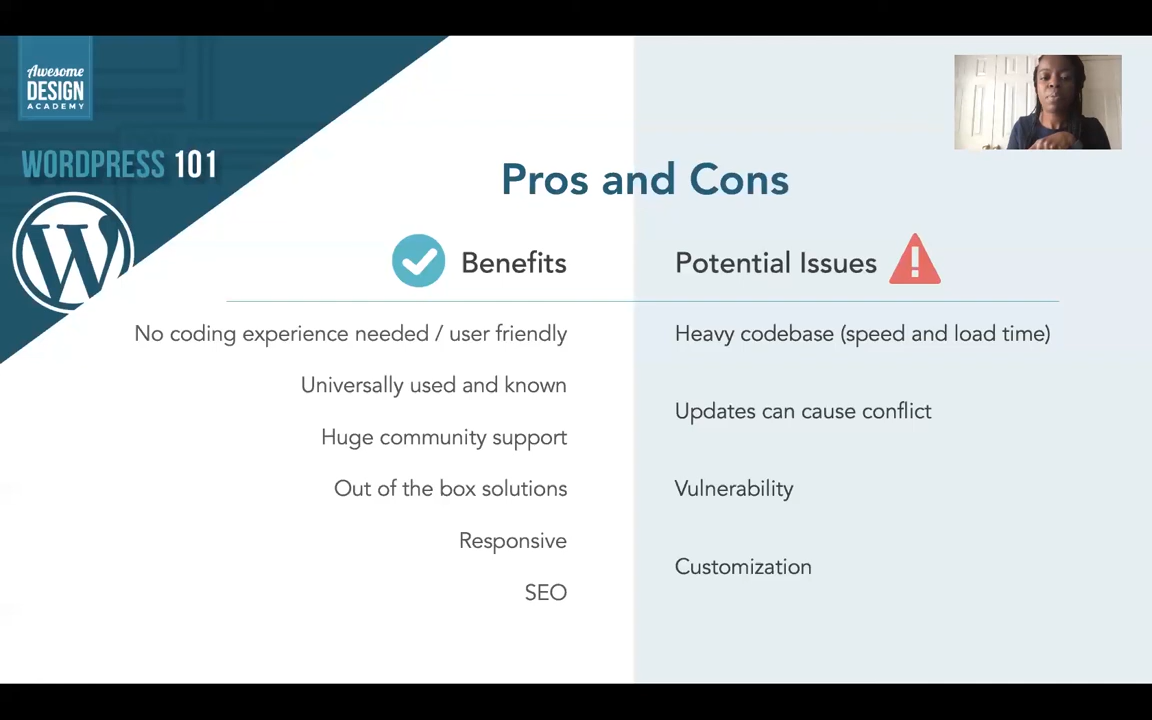 Awesome
DESIGN
ACADEMY
WORDPRESS 101
Pros and Cons
Benefits
No coding experience needed / user friendly
Universally used and known
Huge community support
Out of the box solutions
Responsive
SEO
Potential Issues
Heavy codebase (speed and load time)
Updates can cause conflict
Vulnerability
Customization